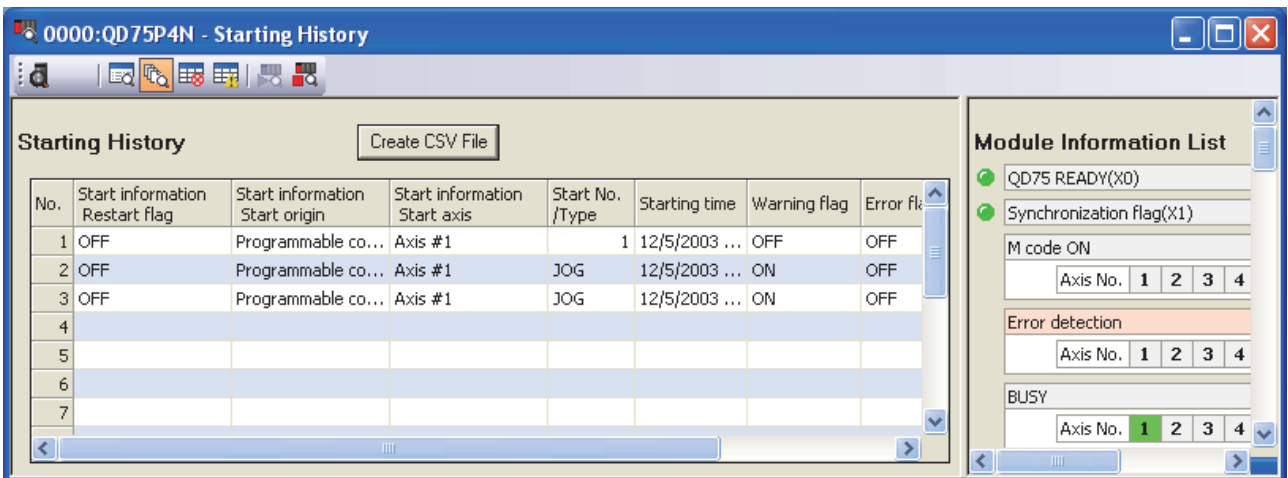 0000:QD75P4N - Starting History
Starting History
Create CSV File
No. Start information Restart flag Start information Start origin Start information Start axis Start No. /Type Starting time Warning flag Error fla
1 OFF Programmable co... Axis #1 1 12/5/2003 ... OFF OFF
2 OFF Programmable co... Axis #1 JOG 12/5/2003 ... ON OFF
3 OFF Programmable co... Axis #1 JOG 12/5/2003 ... ON OFF
4
5
6
7
Module Information List
QD75 READY(X0)
Synchronization flag(X1)
M code ON
Axis No. 1 2 3 4
Error detection
Axis No. 1 2 3 4
BUSY
Axis No. 1 2 3 4